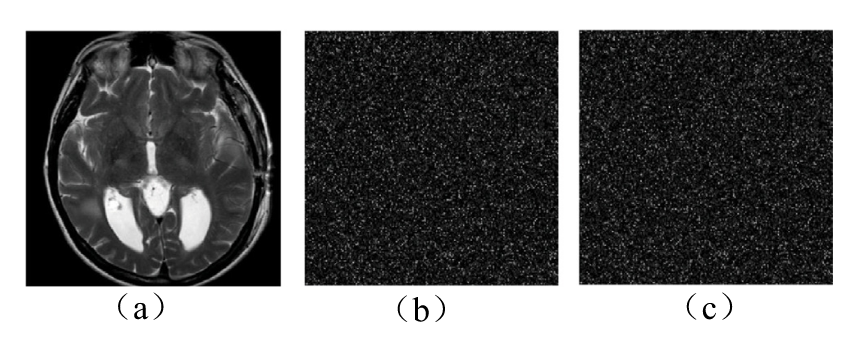 （a）
（b）
（c）